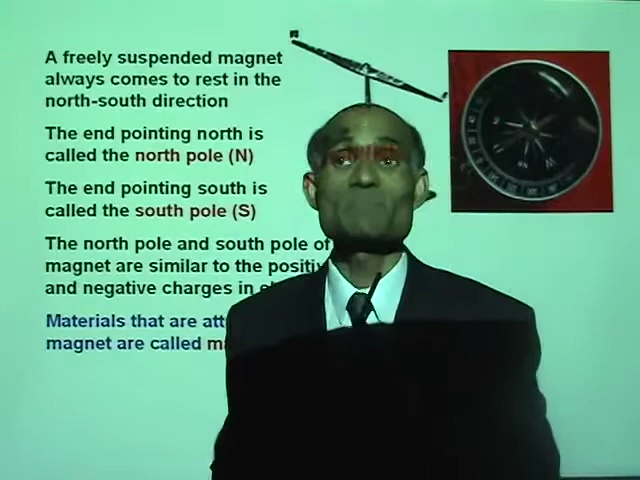 A freely suspended magnet
always comes to rest in the
north-south direction
The end pointing north is
called the north pole (N)
The end pointing south is
called the south pole (S)
The north pole and south pole of
magnet are similar to the
and negative charges in
Materials that are
magnet are called
N
W